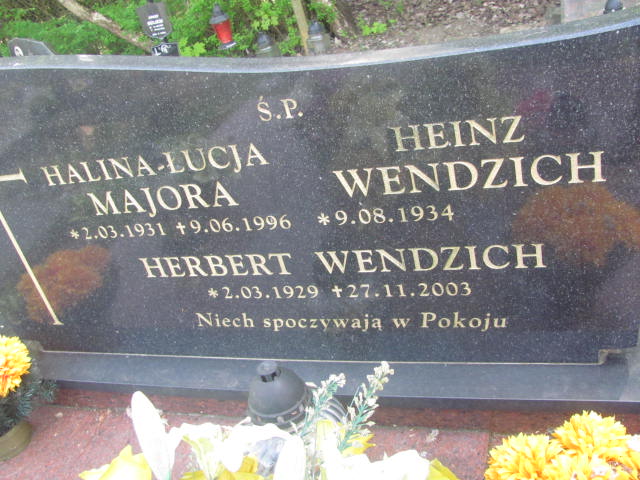 Ś.P.
HALINA-ŁUCJA
MAJORA
*2.03.1931 +9.06.1996
HEINZ
WENDZICH
*9.08.1934
HERBERT WENDZICH
*2.03.1929 +27.11.2003
Niech spoczywają w Pokoju